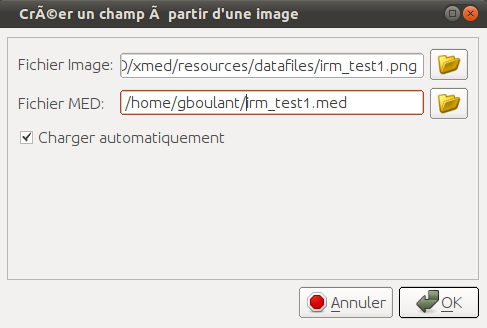 CrÃ©er un champ Ã  partir d'une image
Fichier Image: O/xmed/resources/datafiles/irm_test1.png
Fichier MED: /home/gboulant/irm_test1.med
Charger automatiquement
Annuler OK